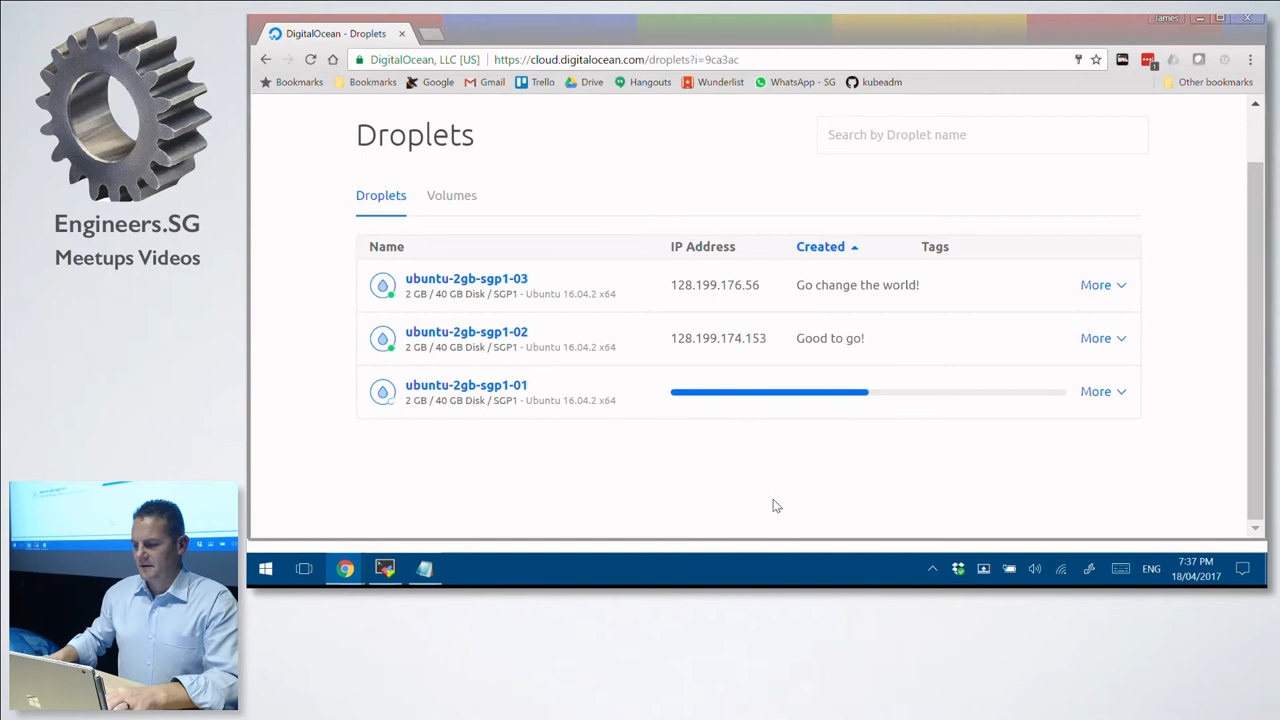 Engineers.SG
Meetups Videos
DigitalOcean - Droplets
James
DigitalOcean, LLC [US] https://cloud.digitalocean.com/droplets?i=9ca3ac
Bookmarks Bookmarks Google Gmail Trello Drive Hangouts Wunderlist WhatsApp - SG kubeadm Other bookmarks
Droplets
Search by Droplet name
Droplets Volumes
Name IP Address Created Tags
ubuntu-2gb-sgp1-03 128.199.176.56 Go change the world! More
2 GB / 40 GB Disk / SGP1 - Ubuntu 16.04.2 x64
ubuntu-2gb-sgp1-02 128.199.174.153 Good to go! More
2 GB / 40 GB Disk / SGP1 - Ubuntu 16.04.2 x64
ubuntu-2gb-sgp1-01 More
2 GB / 40 GB Disk / SGP1 - Ubuntu 16.04.2 x64
ENG
7:37 PM
18/04/2017